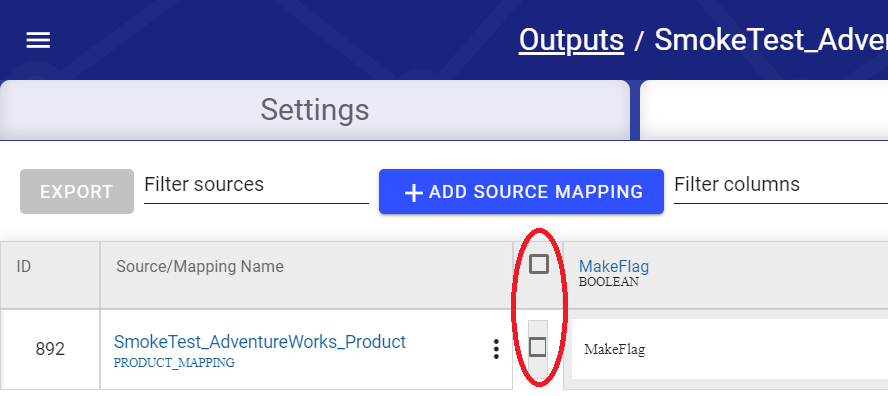 Outputs / SmokeTest_Adve
Settings
EXPORT
Filter sources
+ ADD SOURCE MAPPING
Filter columns
ID
Source/Mapping Name
MakeFlag
BOOLEAN
892
SmokeTest_AdventureWorks_Product
PRODUCT_MAPPING
MakeFlag